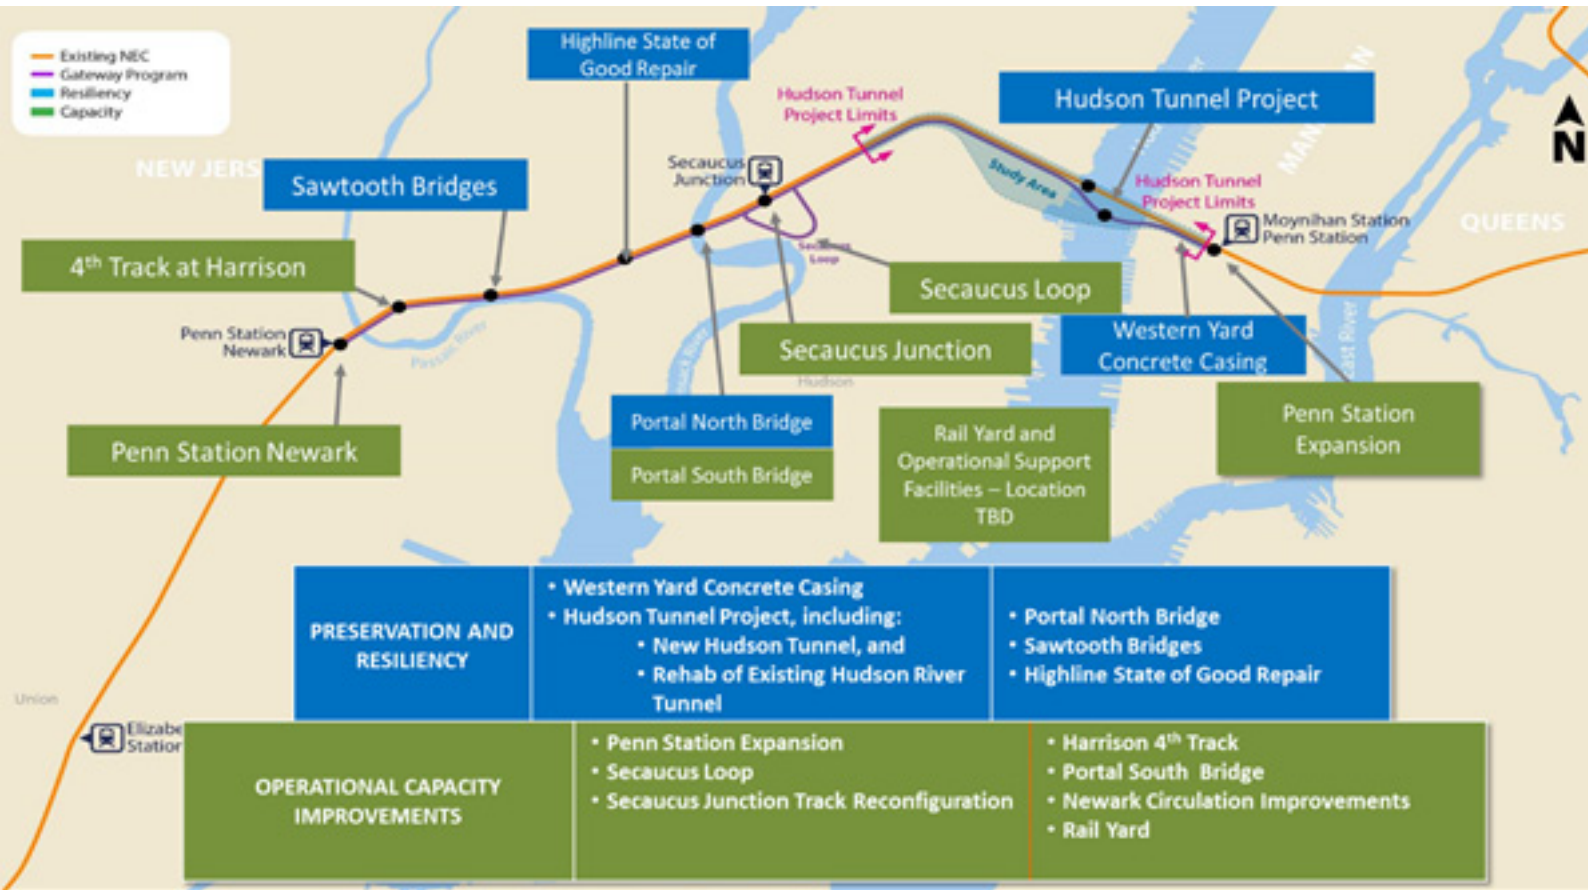 Existing NEC
Gateway Program
Resiliency
Capacity
Highline State of
Good Repair
Hudson Tunnel
Project Limits
Hudson Tunnel Project
N
NEW JERS
Sawtooth Bridges
Secaucus
Junction
Study Area
Hudson Tunnel
Project Limits
Moynihan Station
Penn Station
QUEENS
4th Track at Harrison
Loop
Secaucus Loop
Penn Station
Newark
Passaic River
Secaucus Junction
Western Yard
Concrete Casing
East River
Hudson
Penn Station Newark
Portal North Bridge
Portal South Bridge
Rail Yard and
Operational Support
Facilities – Location
TBD
Penn Station
Expansion
PRESERVATION AND
RESILIENCY
• Western Yard Concrete Casing
• Hudson Tunnel Project, including:
• New Hudson Tunnel, and
• Rehab of Existing Hudson River
Tunnel
• Portal North Bridge
• Sawtooth Bridges
• Highline State of Good Repair
Union
Elizabe
Station
OPERATIONAL CAPACITY
IMPROVEMENTS
• Penn Station Expansion
• Secaucus Loop
• Secaucus Junction Track Reconfiguration
• Harrison 4th Track
• Portal South Bridge
• Newark Circulation Improvements
• Rail Yard